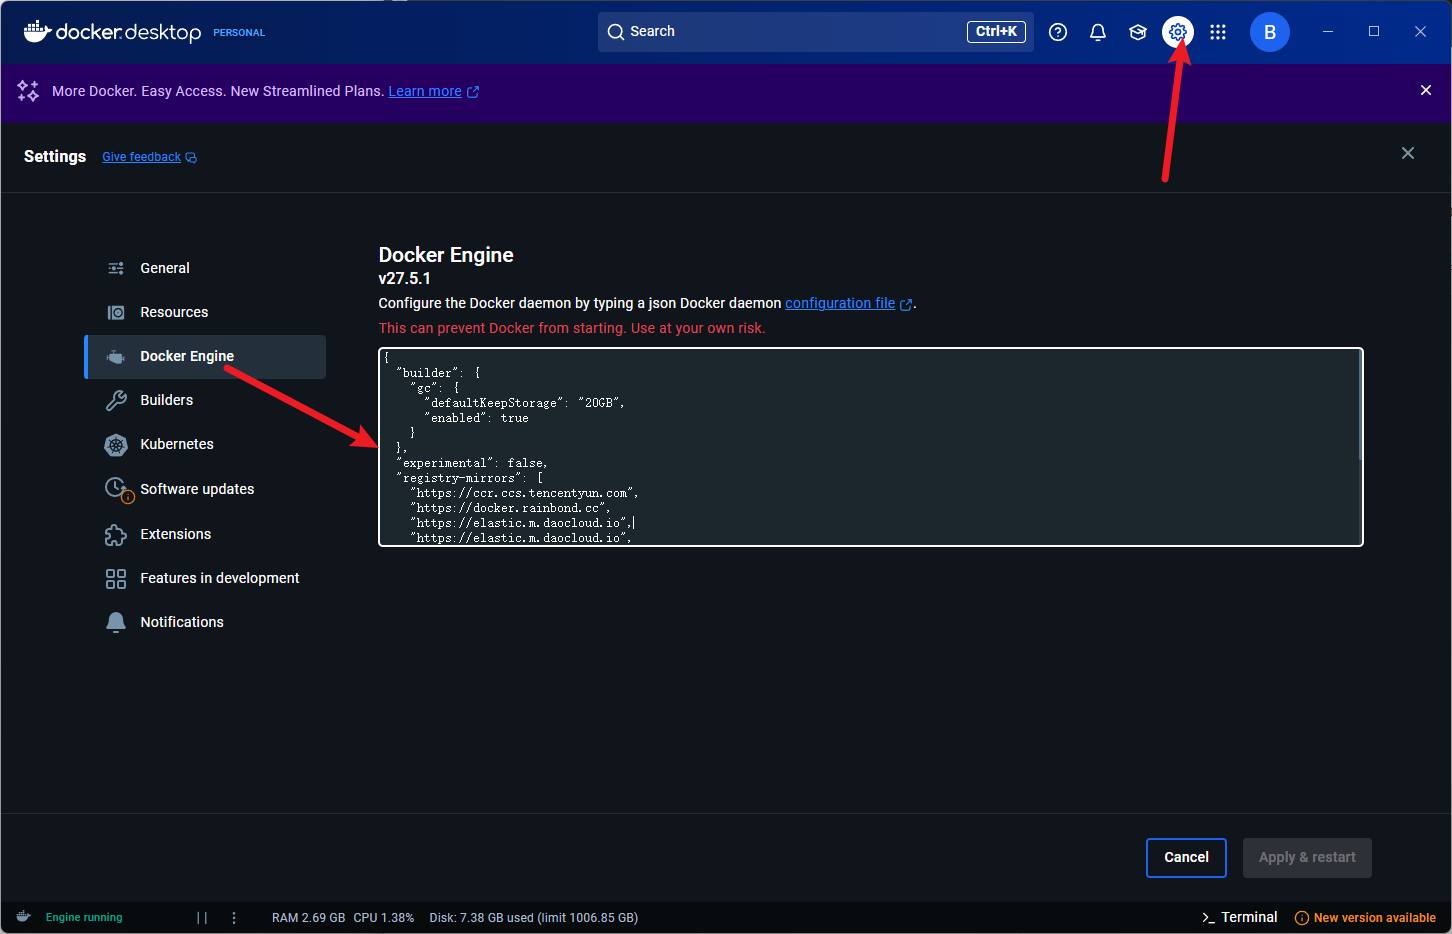 docker.desktop PERSONAL
Search
Ctrl+K
B
More Docker. Easy Access. New Streamlined Plans. Learn more
Settings
Give feedback
General
Resources
Docker Engine
Builders
Kubernetes
Software updates
Extensions
Features in development
Notifications
Docker Engine
v27.5.1
Configure the Docker daemon by typing a json Docker daemon configuration file.
This can prevent Docker from starting. Use at your own risk.
{
"builder": {
"gc": {
"defaultKeepStorage": "20GB",
"enabled": true
}
},
"experimental": false,
"registry-mirrors": [
"https://ccr.ccs.tencentyun.com",
"https://docker.rainbond.cc",
"https://elastic.m.daocloud.io",
"https://elastic.m.daocloud.io",
Cancel
Apply & restart
Engine running
RAM 2.69 GB CPU 1.38% Disk: 7.38 GB used (limit 1006.85 GB)
>_ Terminal
New version available